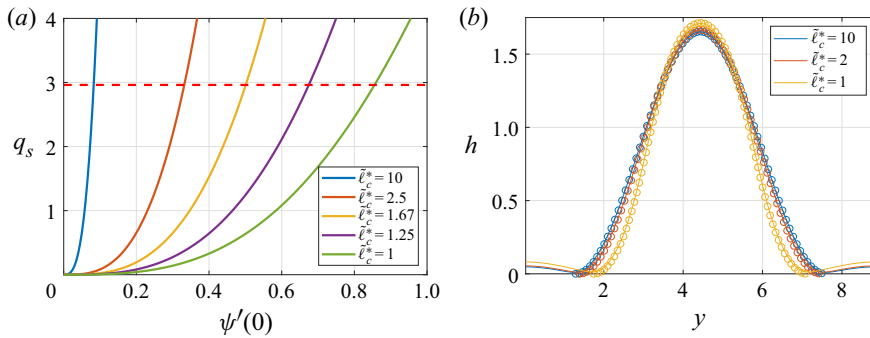 (a)
4
3
q_s
2
1
0
0.2
0.4
0.6
0.8
1.0
ψ′(0)
ℓ̃_c^* = 10
ℓ̃_c^* = 2.5
ℓ̃_c^* = 1.67
ℓ̃_c^* = 1.25
ℓ̃_c^* = 1
(b)
1.5
1.0
h
0.5
0
2
4
6
8
y
ℓ̃_c^* = 10
ℓ̃_c^* = 2
ℓ̃_c^* = 1